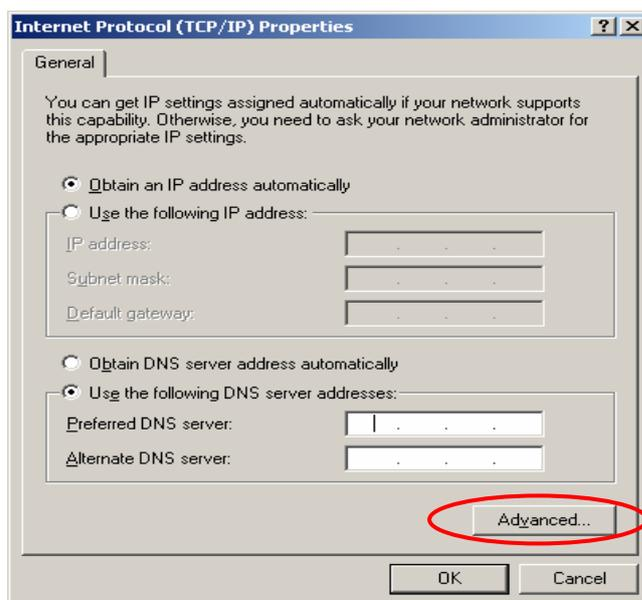 Internet Protocol (TCP/IP) Properties
General
You can get IP settings assigned automatically if your network supports
this capability. Otherwise, you need to ask your network administrator for
the appropriate IP settings.
Obtain an IP address automatically
Use the following IP address:
IP address:
Subnet mask:
Default gateway:
Obtain DNS server address automatically
Use the following DNS server addresses:
Preferred DNS server:
Alternate DNS server:
Advanced...
OK Cancel